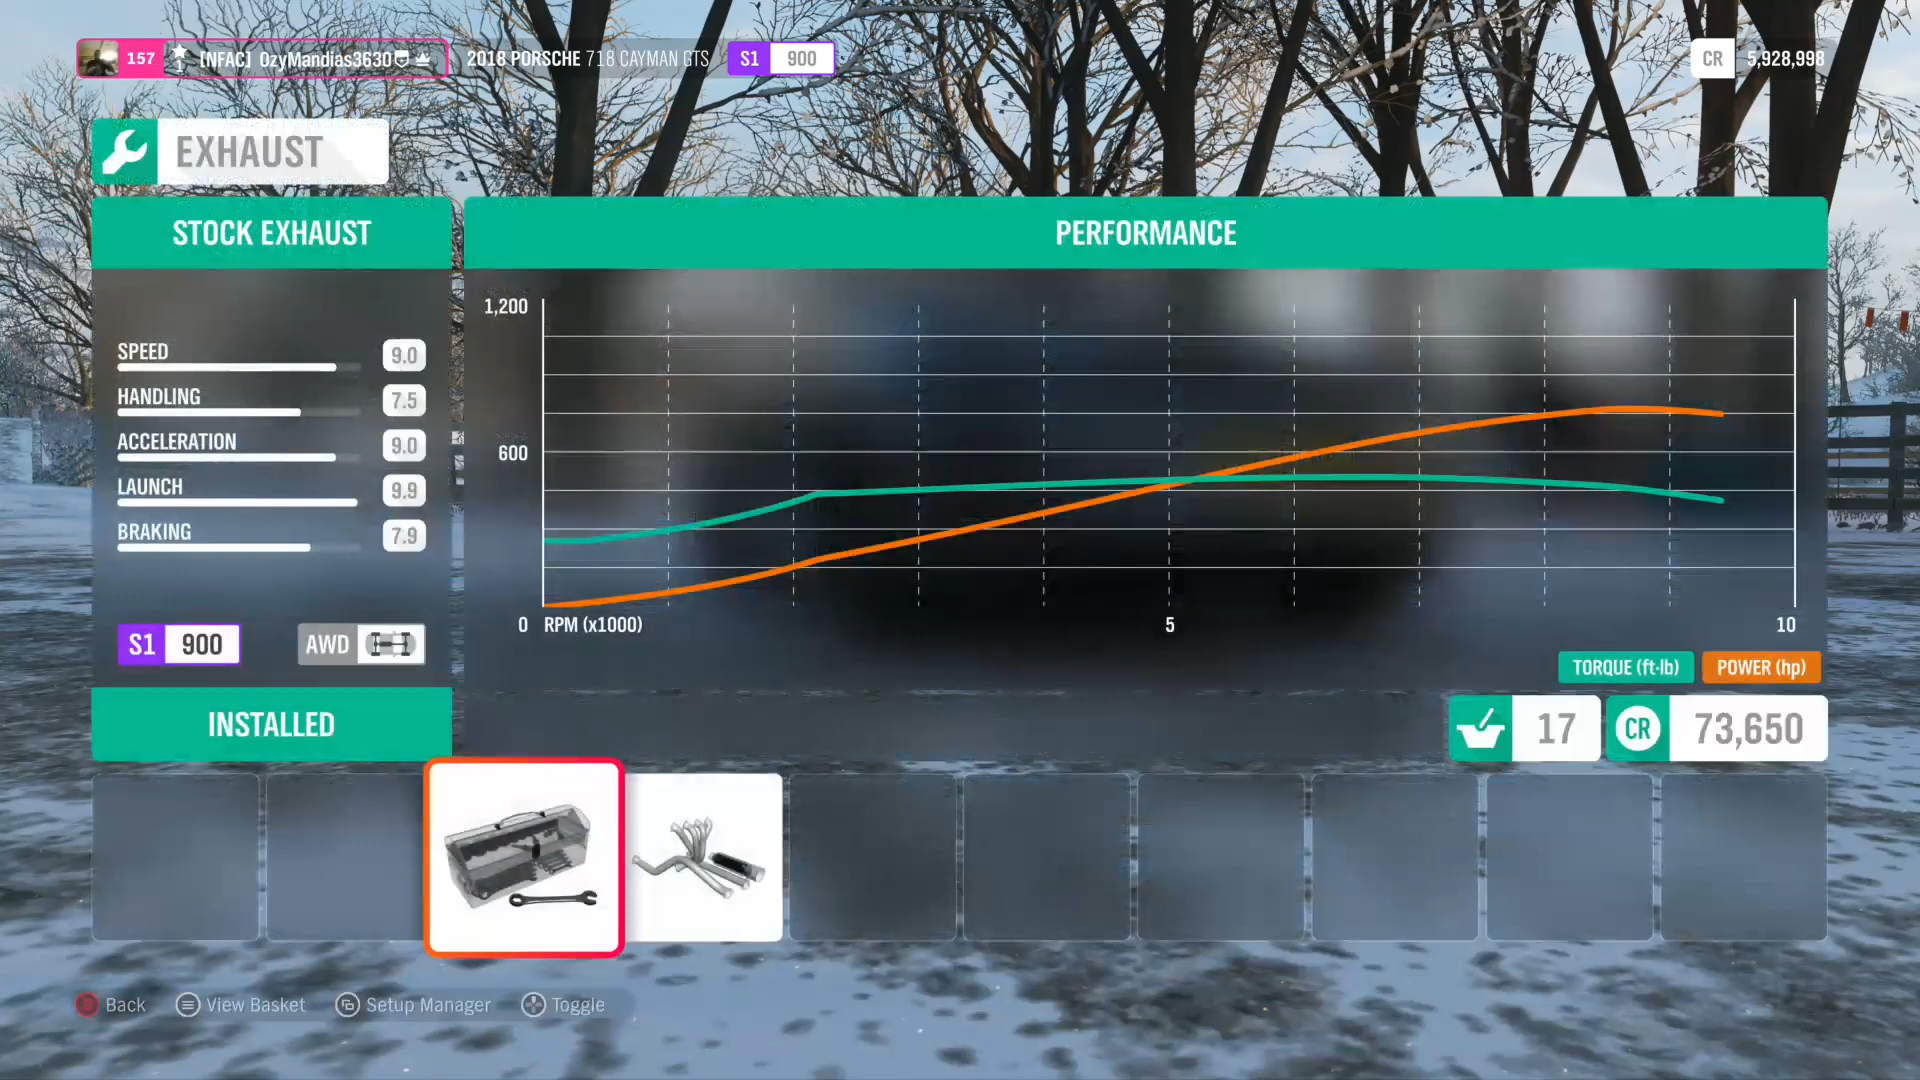 157 1 [NFAC] OzyMandias3630 2018 PORSCHE 718 CAYMAN GTS S1 900 CR 5,928,998
EXHAUST
STOCK EXHAUST
PERFORMANCE
SPEED 9.0
HANDLING 7.5
ACCELERATION 9.0
LAUNCH 9.9
BRAKING 7.9
S1 900 AWD
INSTALLED
1,200
600
0 RPM (x1000) 5 10
TORQUE (ft·lb) POWER (hp)
17 CR 73,650
Back View Basket Setup Manager Toggle